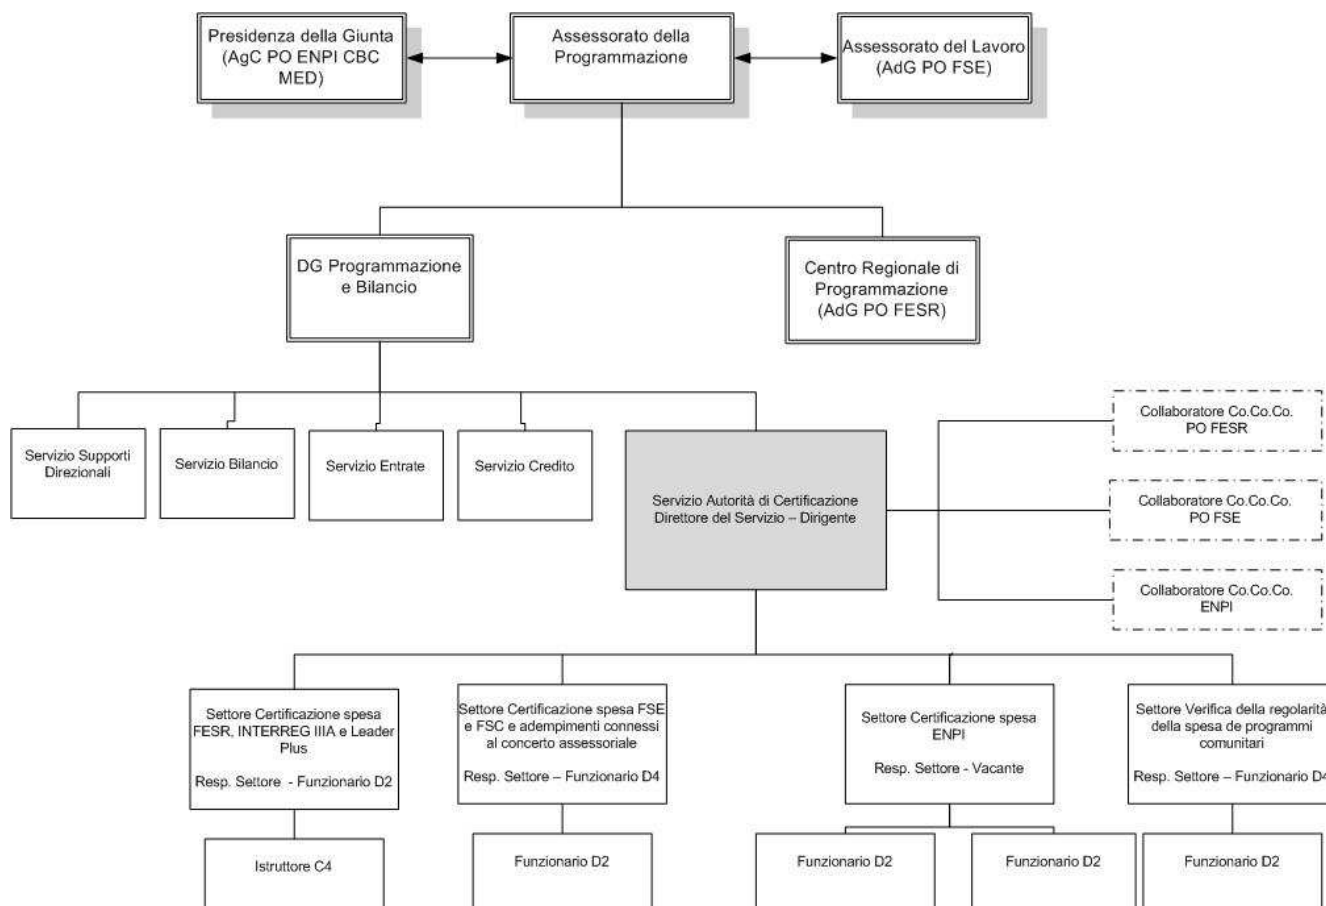 Presidenza della Giunta
(AgC PO ENPI CBC
MED)
Assessorato della
Programmazione
Assessorato del Lavoro
(AdG PO FSE)
DG Programmazione
e Bilancio
Centro Regionale di
Programmazione
(AdG PO FESR)
Servizio Supporti
Direzionali
Servizio Bilancio
Servizio Entrate
Servizio Credito
Servizio Autorità di Certificazione
Direttore del Servizio – Dirigente
Collaboratore Co.Co.Co.
PO FESR
Collaboratore Co.Co.Co.
PO FSE
Collaboratore Co.Co.Co.
ENPI
Settore Certificazione spesa
FESR, INTERREG IIIA e Leader
Plus
Resp. Settore - Funzionario D2
Settore Certificazione spesa FSE
e FSC e adempimenti connessi
al concerto assessoriale
Resp. Settore – Funzionario D4
Settore Certificazione spesa
ENPI
Resp. Settore - Vacante
Settore Verifica della regolarità
della spesa de programmi
comunitari
Resp. Settore – Funzionario D4
Istruttore C4
Funzionario D2
Funzionario D2
Funzionario D2
Funzionario D2